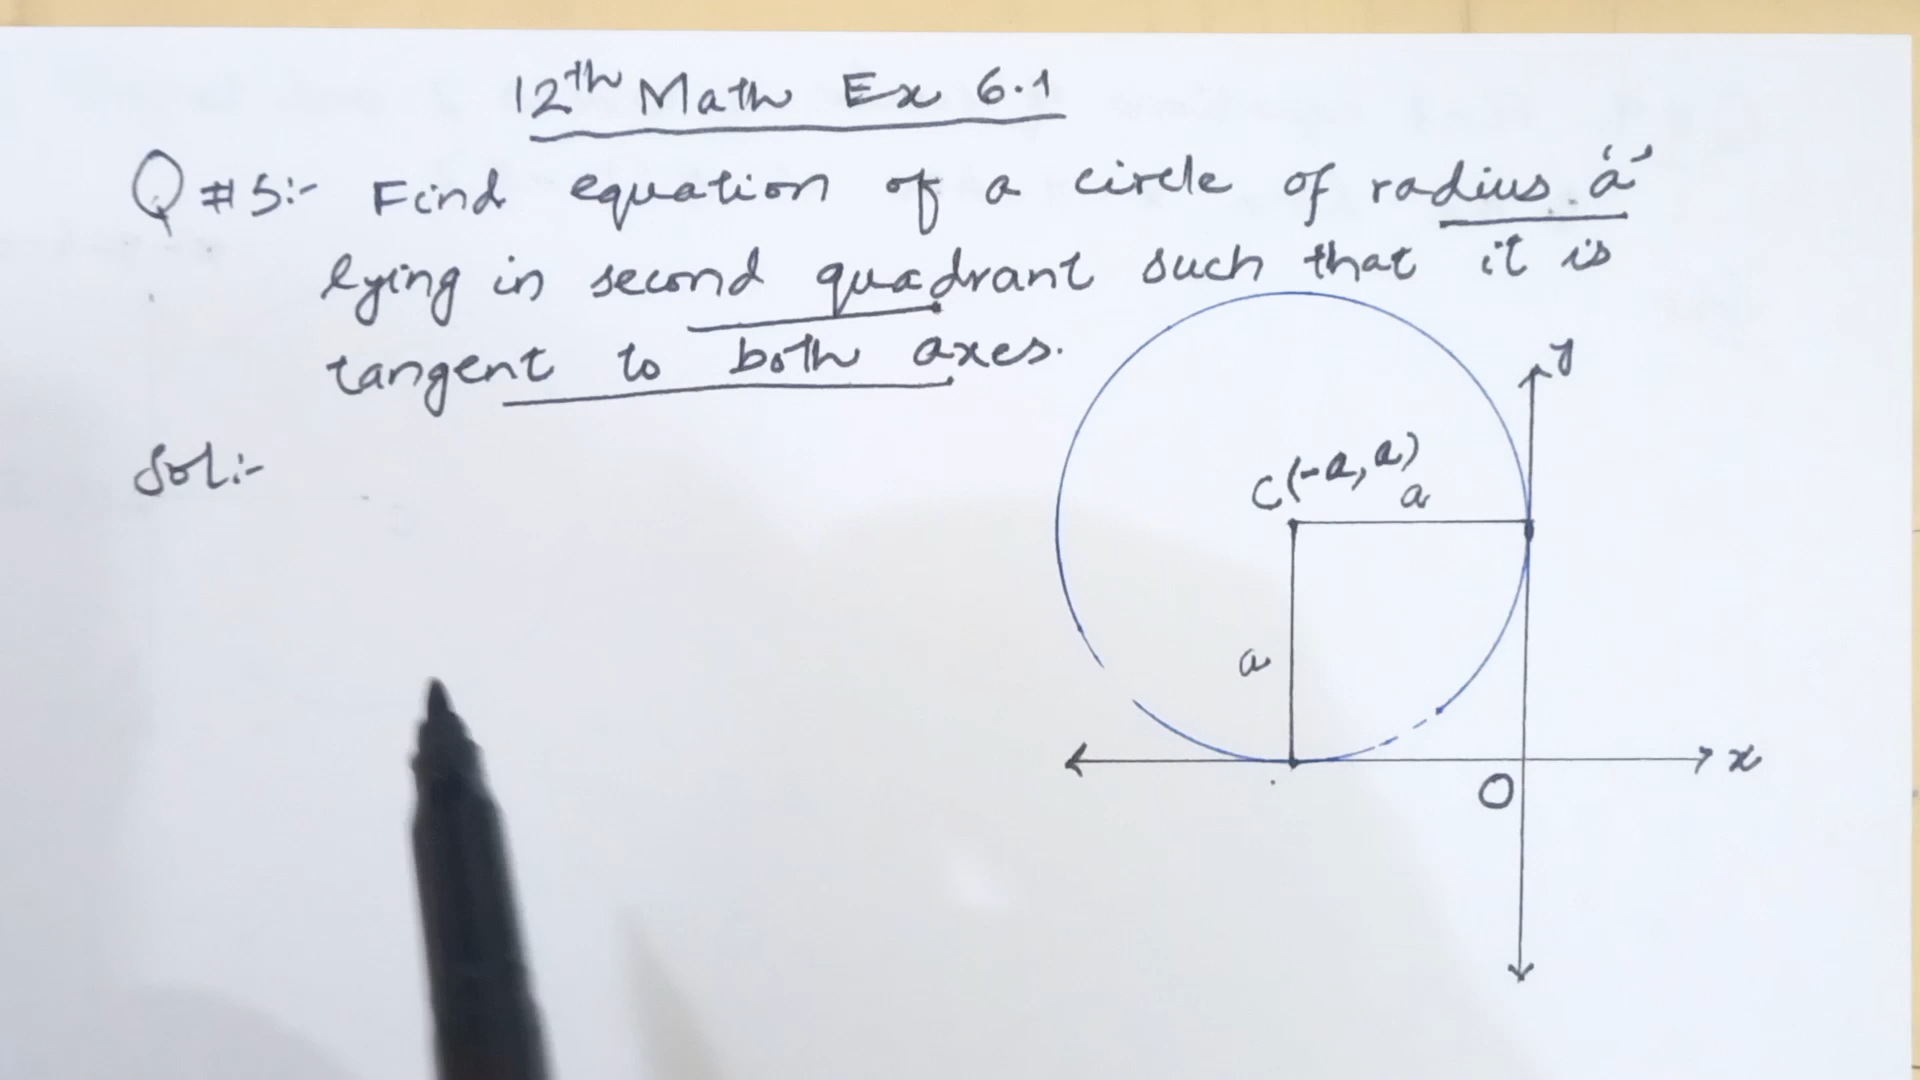 12th Math Ex 6.1
Q #5:- Find equation of a circle of radius 'a'
lying in second quadrant such that it is
tangent to both axes.
Sol:-
y
C(-a, a)
a
a
x
O